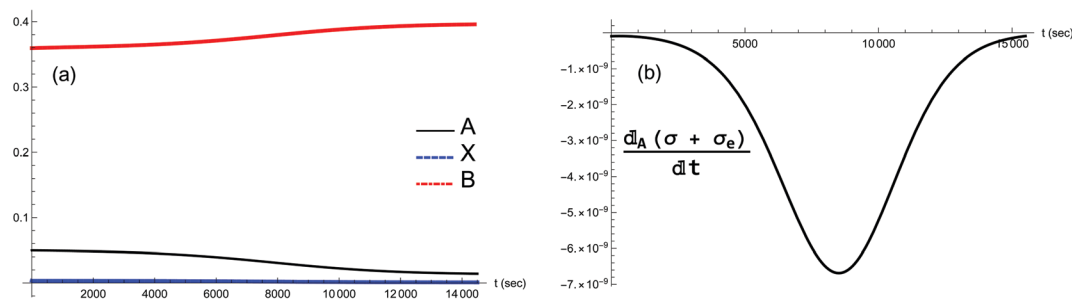 0.4
0.3
0.2
0.1
(a)
A
X
B
2000 4000 6000 8000 10000 12000 14000
t (sec)
t (sec)
5000 10000 15000
-1.×10⁻⁹
-2.×10⁻⁹
-3.×10⁻⁹
-4.×10⁻⁹
-5.×10⁻⁹
-6.×10⁻⁹
-7.×10⁻⁹
(b)
𝕕_A (σ + σ_e)
𝕕t